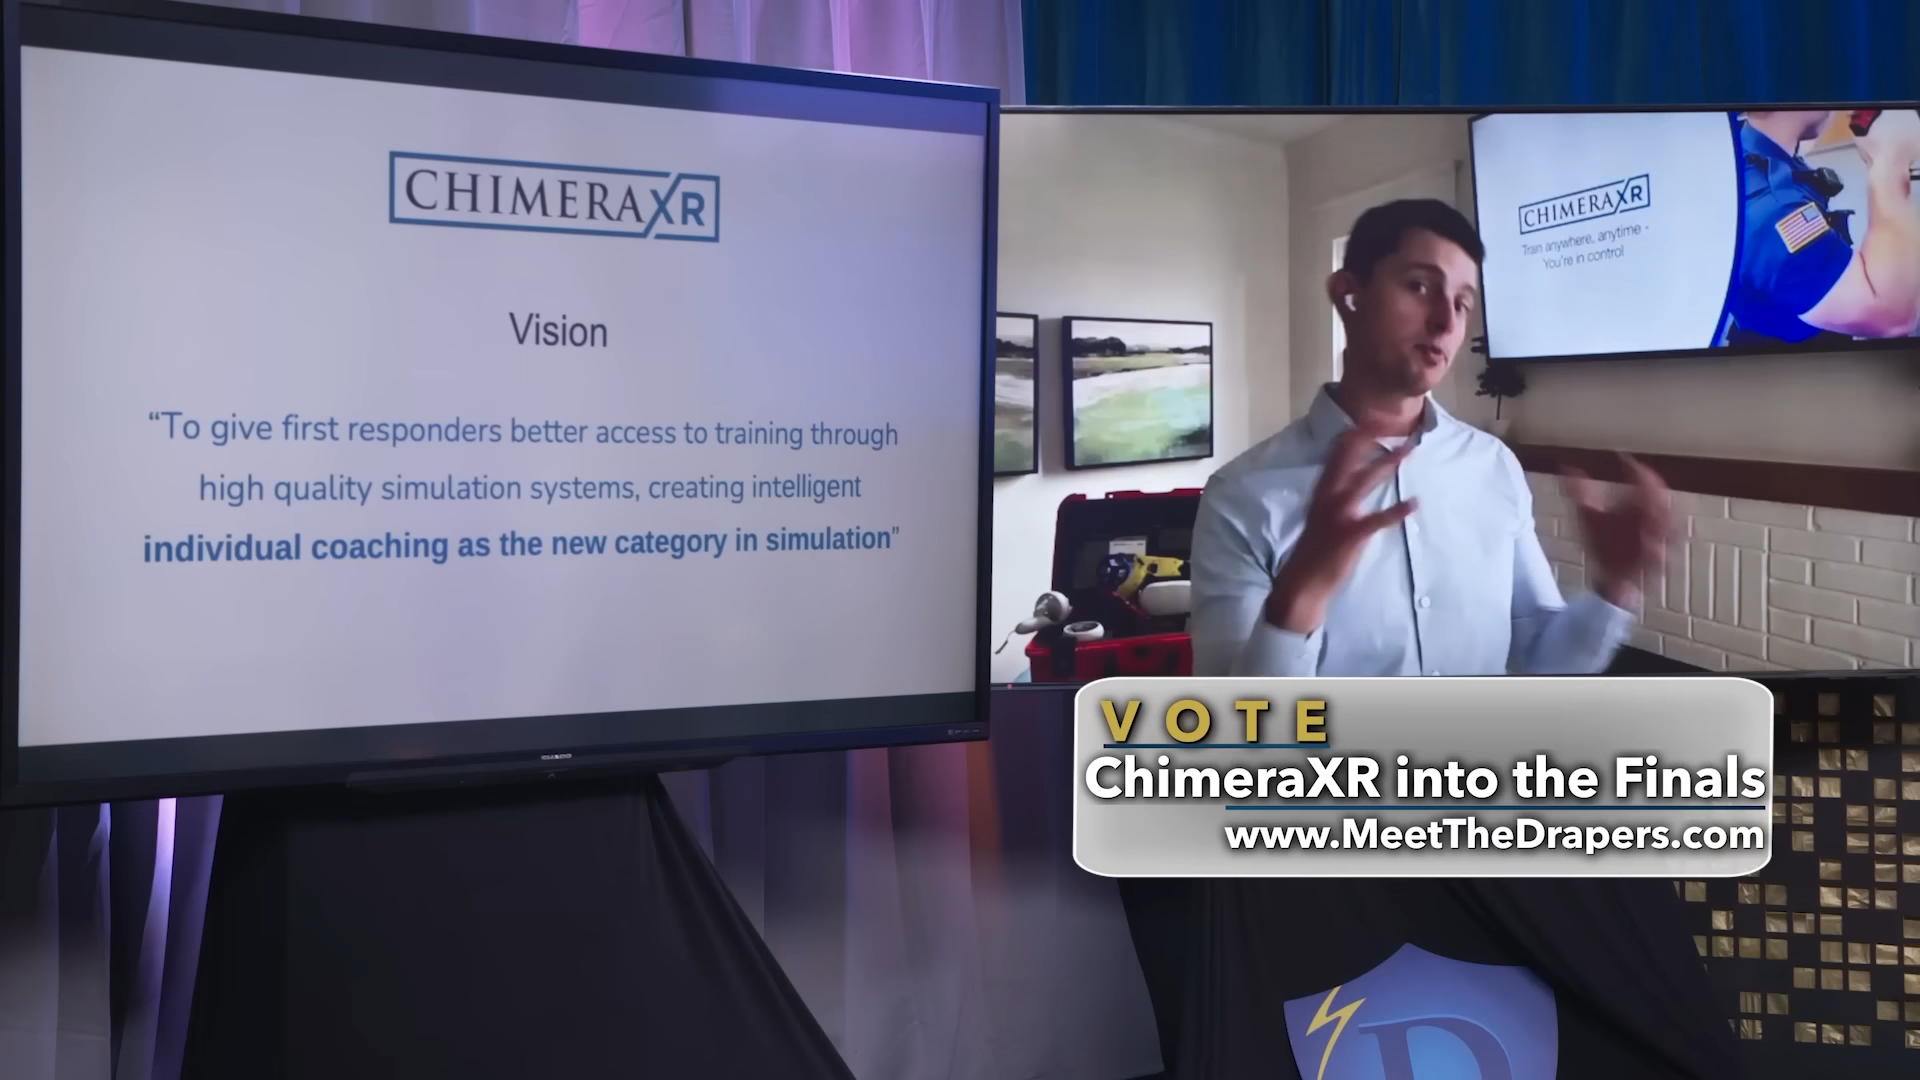 CHIMERAXR
Vision
“To give first responders better access to training through
high quality simulation systems, creating intelligent
individual coaching as the new category in simulation”
CHIMERAXR
Train anywhere, anytime -
You're in control
VOTE
ChimeraXR into the Finals
www.MeetTheDrapers.com
D